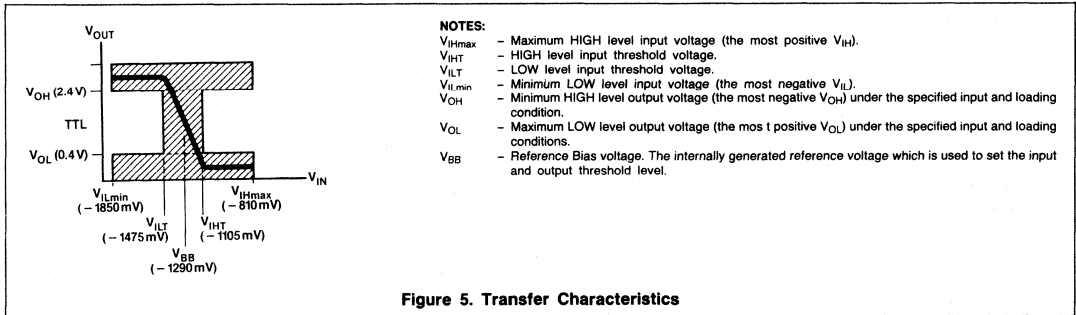 V_OUT
V_OH (2.4 V)
TTL
V_OL (0.4 V)
V_IN
V_ILmin
(– 1850 mV)
V_IHmax
(– 810 mV)
V_ILT
(– 1475 mV)
V_IHT
(– 1105 mV)
V_BB
(– 1290 mV)
NOTES:
V_IHmax – Maximum HIGH level input voltage (the most positive V_IH).
V_IHT – HIGH level input threshold voltage.
V_ILT – LOW level input threshold voltage.
V_ILmin – Minimum LOW level input voltage (the most negative V_IL).
V_OH – Minimum HIGH level output voltage (the most negative V_OH) under the specified input and loading
condition.
V_OL – Maximum LOW level output voltage (the mos t positive V_OL) under the specified input and loading
conditions.
V_BB – Reference Bias voltage. The internally generated reference voltage which is used to set the input
and output threshold level.
Figure 5. Transfer Characteristics